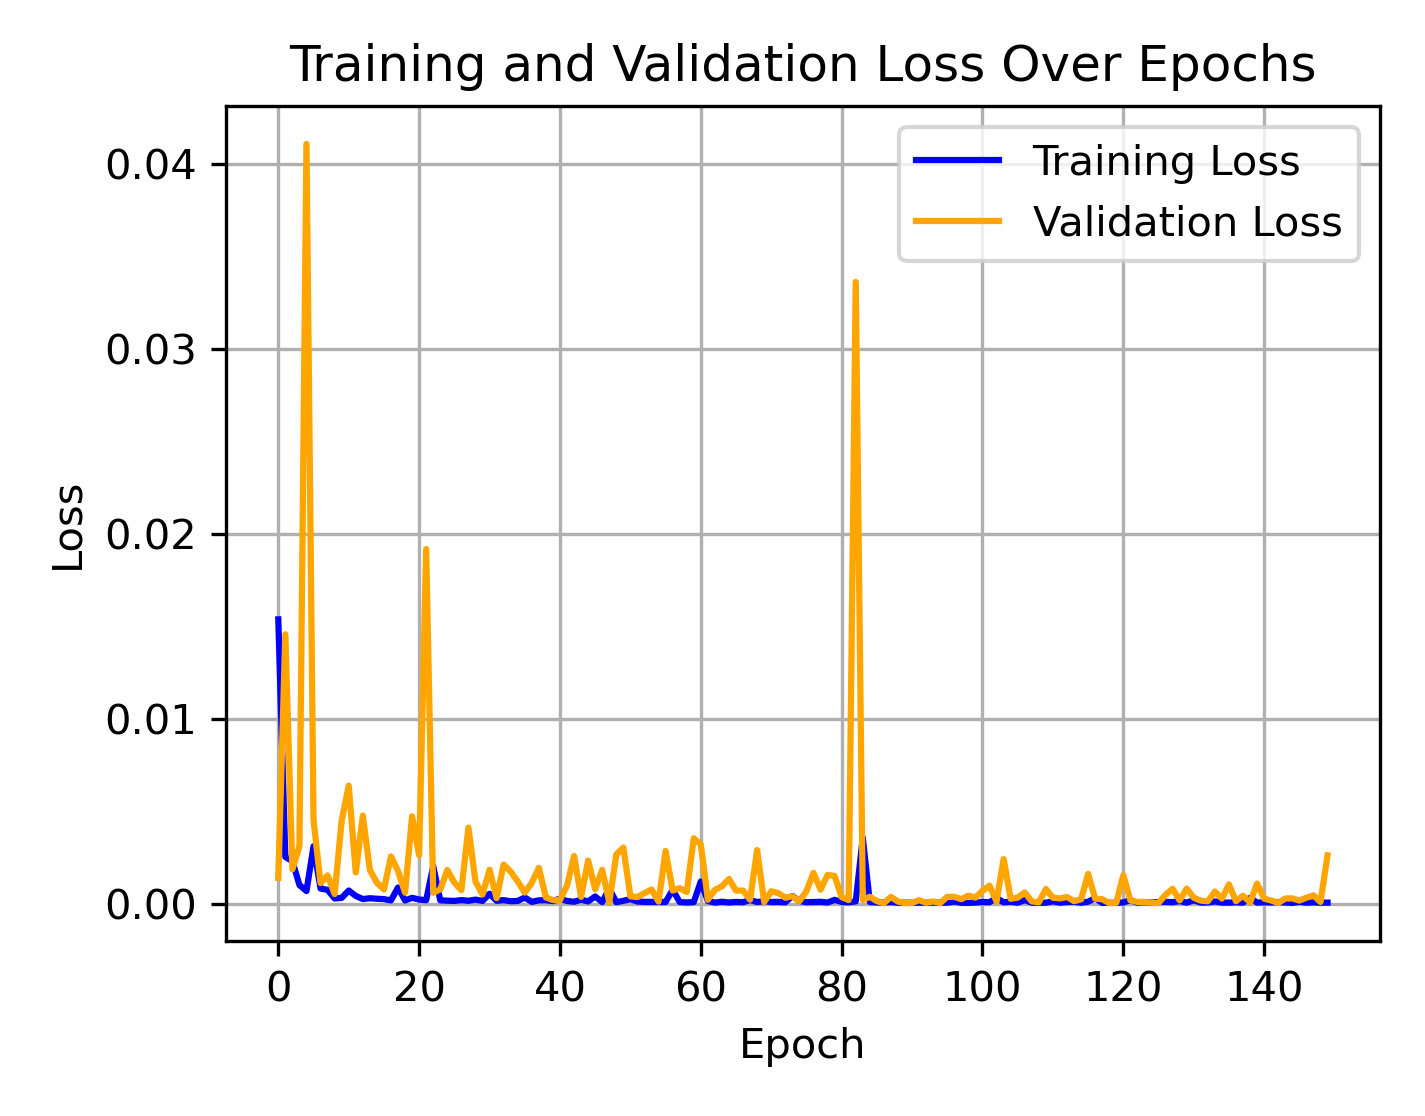 Training and Validation Loss Over Epochs
Training Loss
Validation Loss
0.04
0.03
0.02
0.01
0.00
Loss
0 20 40 60 80 100 120 140
Epoch